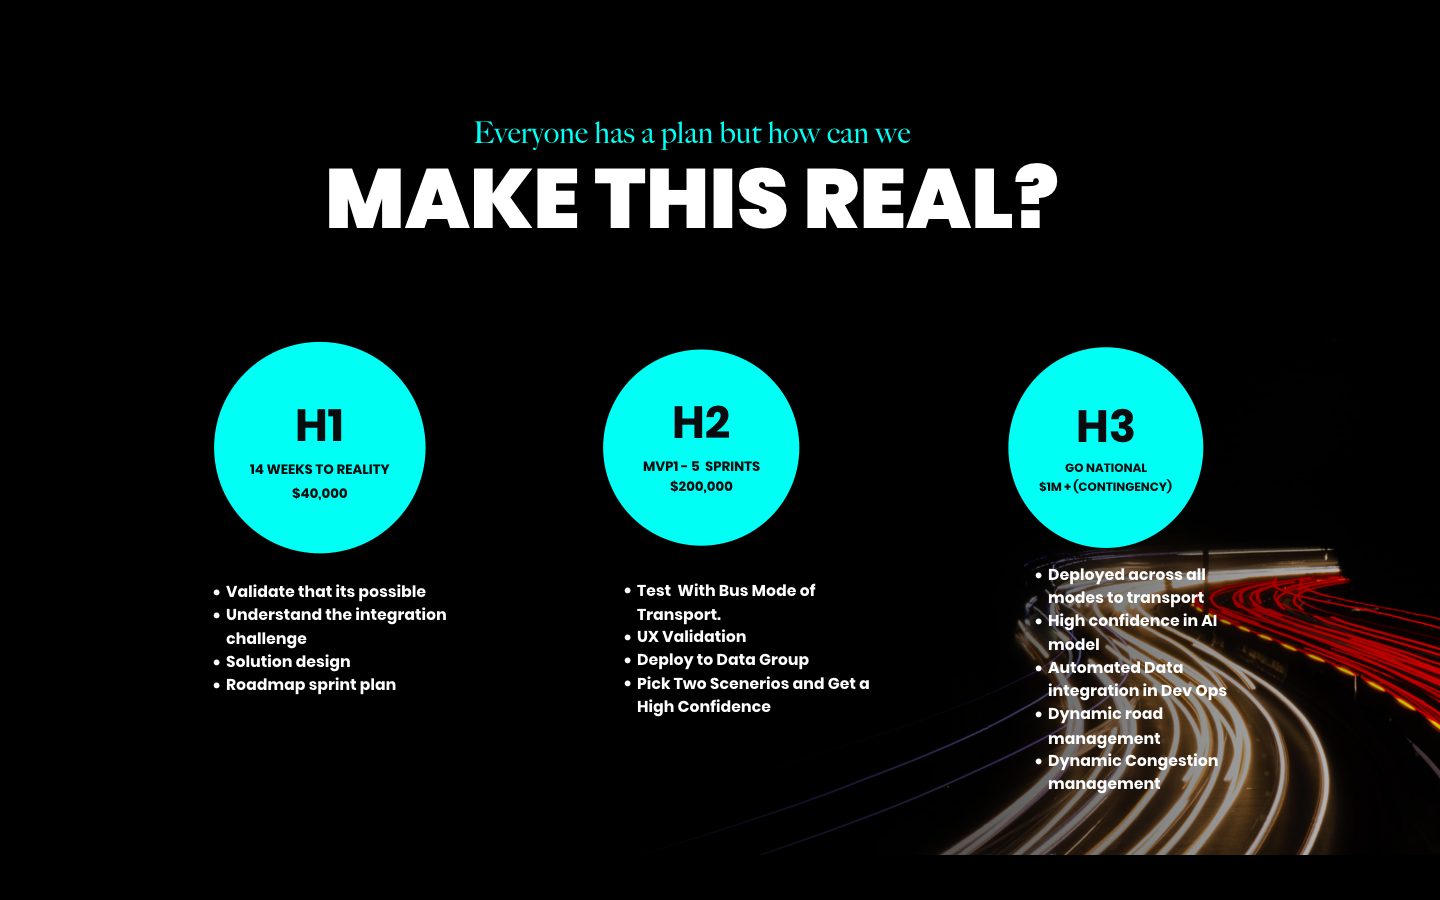 Everyone has a plan but how can we
MAKE THIS REAL?
H1
14 WEEKS TO REALITY
$40,000
• Validate that its possible
• Understand the integration
challenge
• Solution design
• Roadmap sprint plan
H2
MVP1 - 5 SPRINTS
$200,000
• Test With Bus Mode of
Transport.
• UX Validation
• Deploy to Data Group
• Pick Two Scenerios and Get a
High Confidence
H3
GO NATIONAL
$1M + (CONTINGENCY)
• Deployed across all
modes to transport
• High confidence in AI
model
• Automated Data
integration in Dev Ops
• Dynamic road
management
• Dynamic Congestion
management